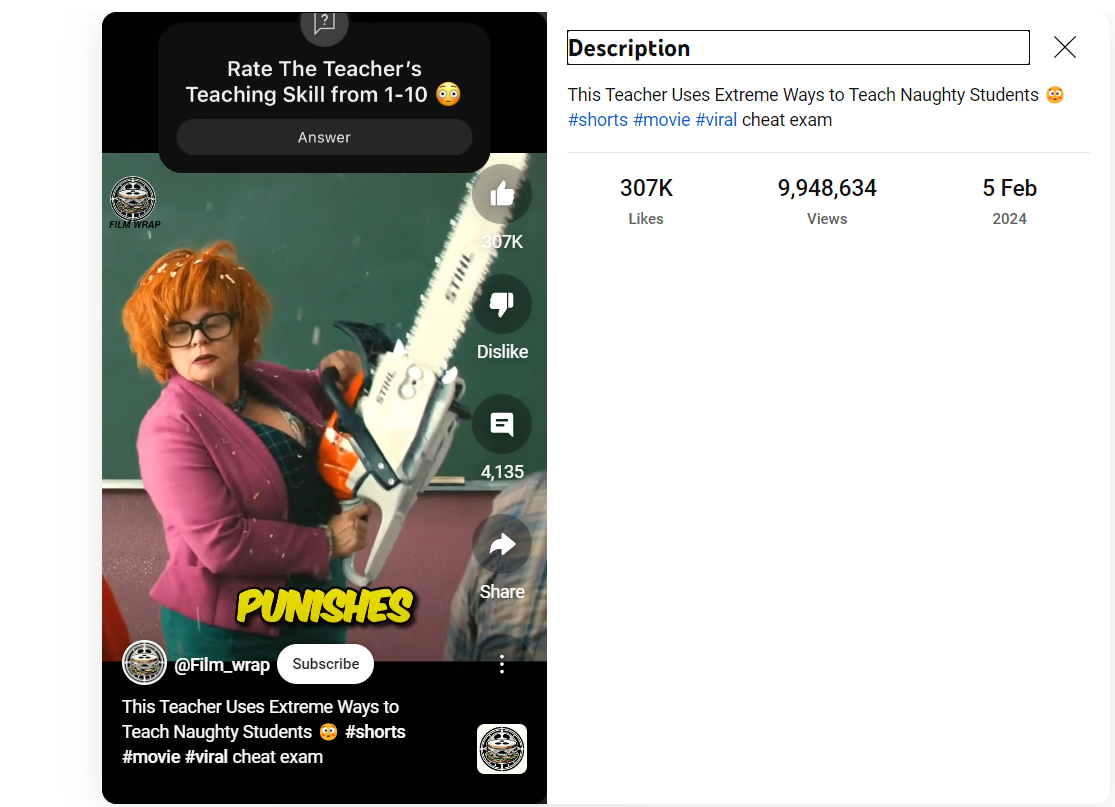 Rate The Teacher's
Teaching Skill from 1-10 😳
Answer
FILM WRAP
STIHL
STIHL
307K
Dislike
4,135
Share
PUNISHES
@Film_wrap
Subscribe
This Teacher Uses Extreme Ways to
Teach Naughty Students 😳 #shorts
#movie #viral cheat exam
Description
This Teacher Uses Extreme Ways to Teach Naughty Students 😳
#shorts #movie #viral cheat exam
307K 9,948,634 5 Feb
Likes Views 2024